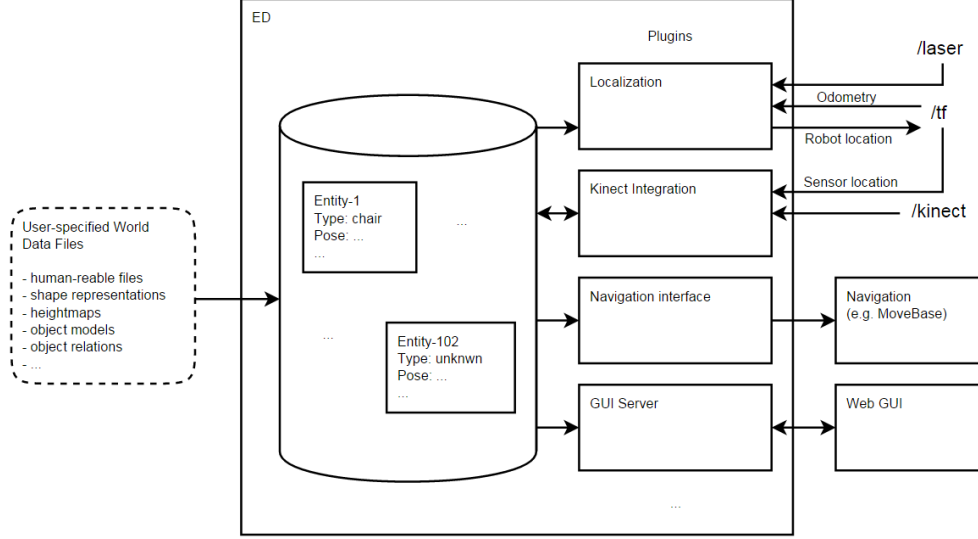 ED
Plugins
/laser
Localization
Odometry
/tf
Robot location
Kinect Integration
Sensor location
/kinect
Entity-1
Type: chair
Pose: ...
...
...
User-specified World
Data Files
- human-reable files
- shape representations
- heightmaps
- object models
- object relations
- ...
Navigation interface
Navigation
(e.g. MoveBase)
...
Entity-102
Type: unknwn
Pose: ...
...
GUI Server
Web GUI
...